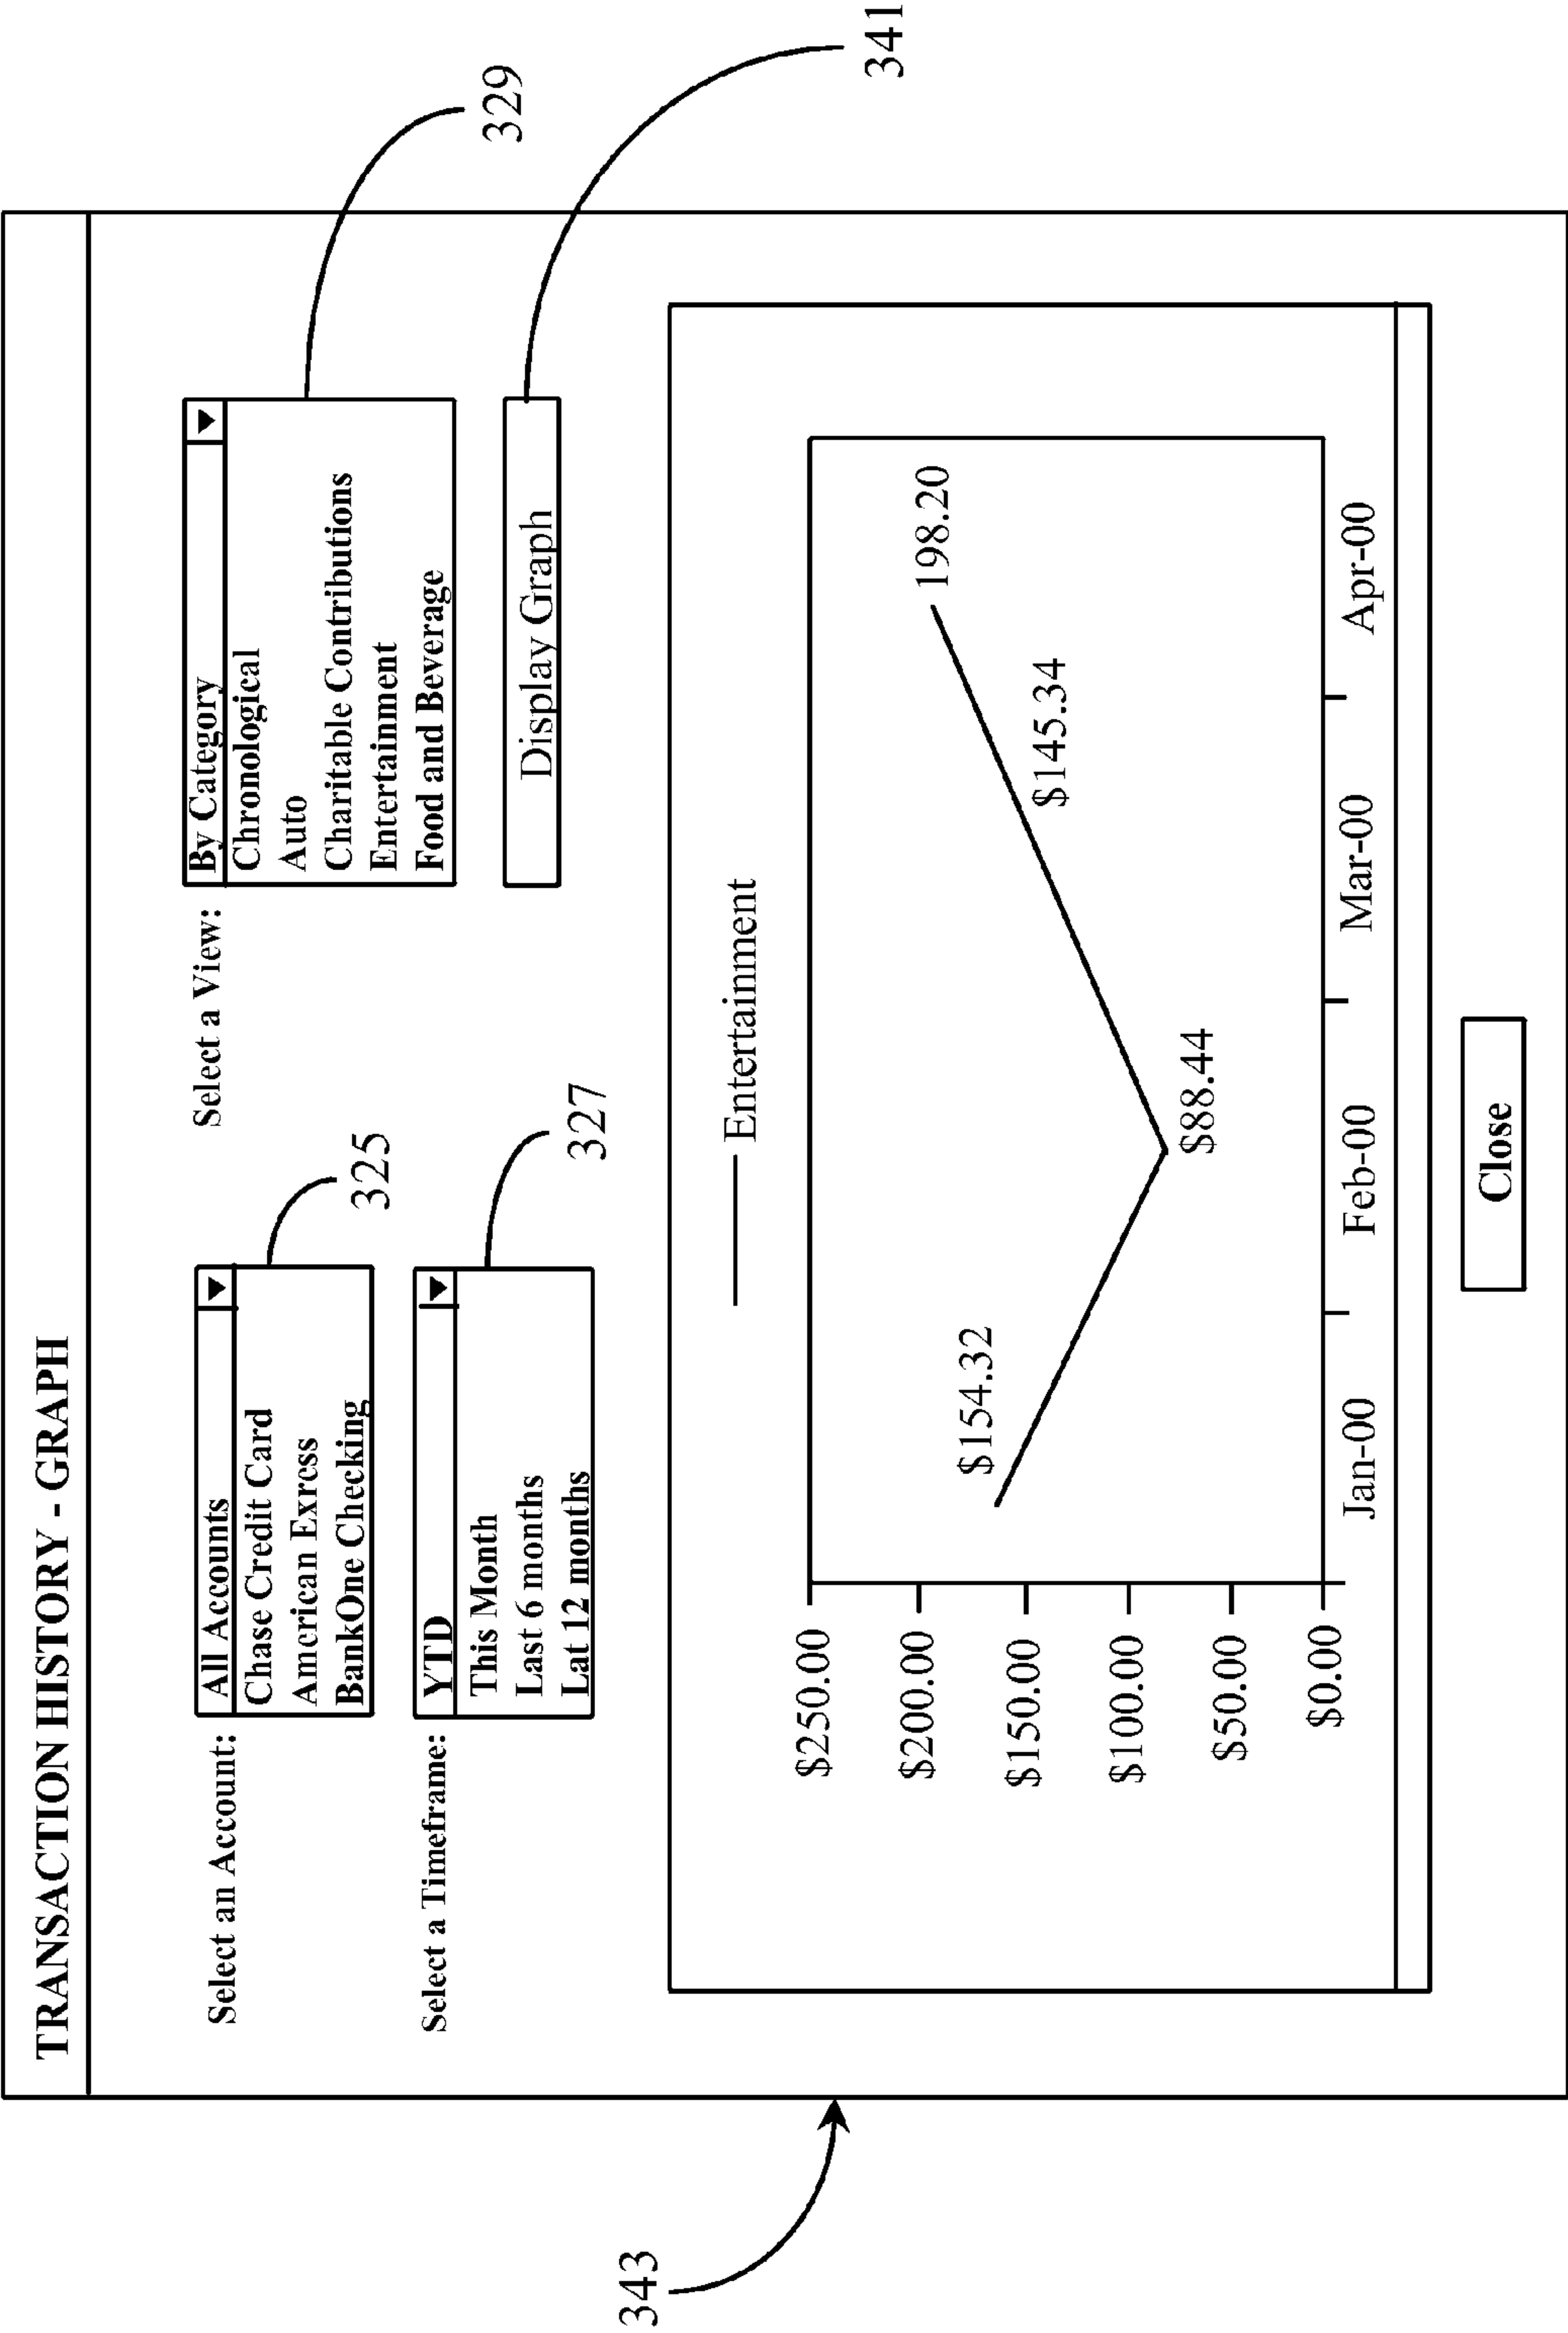 TRANSACTION HISTORY - GRAPH
Select an Account:
All Accounts
Chase Credit Card
American Exress
BankOne Checking
325
Select a Timeframe:
YTD
This Month
Last 6 months
Lat 12 months
327
Select a View:
By Category
Chronological
Auto
Charitable Contributions
Entertainment
Food and Beverage
329
Display Graph
341
343
Entertainment
$250.00
$200.00
$150.00
$100.00
$50.00
$0.00
$154.32
$88.44
$145.34
198.20
Jan-00
Feb-00
Mar-00
Apr-00
Close